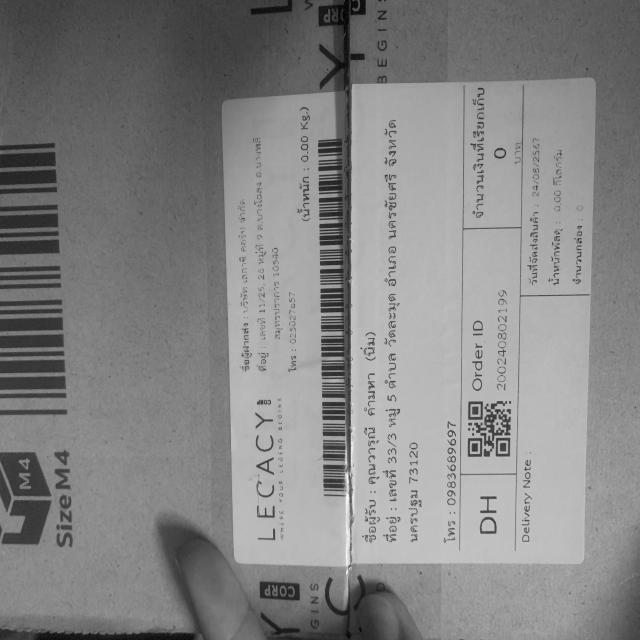 LEGACY
CORP
BEGINS
LEGACY
ชื่อผู้ฝากส่ง : บริษัท เลกาซี คอร์ป จำกัด
ที่อยู่ : เลขที่ 11/25, 26 หมู่ที่ 9 ต.บางโฉลง อ.บางพลี
สมุทรปราการ 10540
โทร : 025027657
(น้ำหนัก : 0.00 Kg.)
ชื่อผู้รับ : คุณวารุณี คำมหา (นิ่ม)
ที่อยู่ : เลขที่ 33/3 หมู่ 5 ตำบล วัดละมุด อำเภอ นครชัยศรี จังหวัด
นครปฐม 73120
โทร : 0983689697
DH
Order ID
200240802199
จำนวนเงินที่เรียกเก็บ
0
บาท
Delivery Note :
วันที่จัดส่งสินค้า : 24/08/2567
น้ำหนักพัสดุ : 0.00 กิโลกรัม
จำนวนกล่อง : 0
M4
Size M4
CORP
GINS